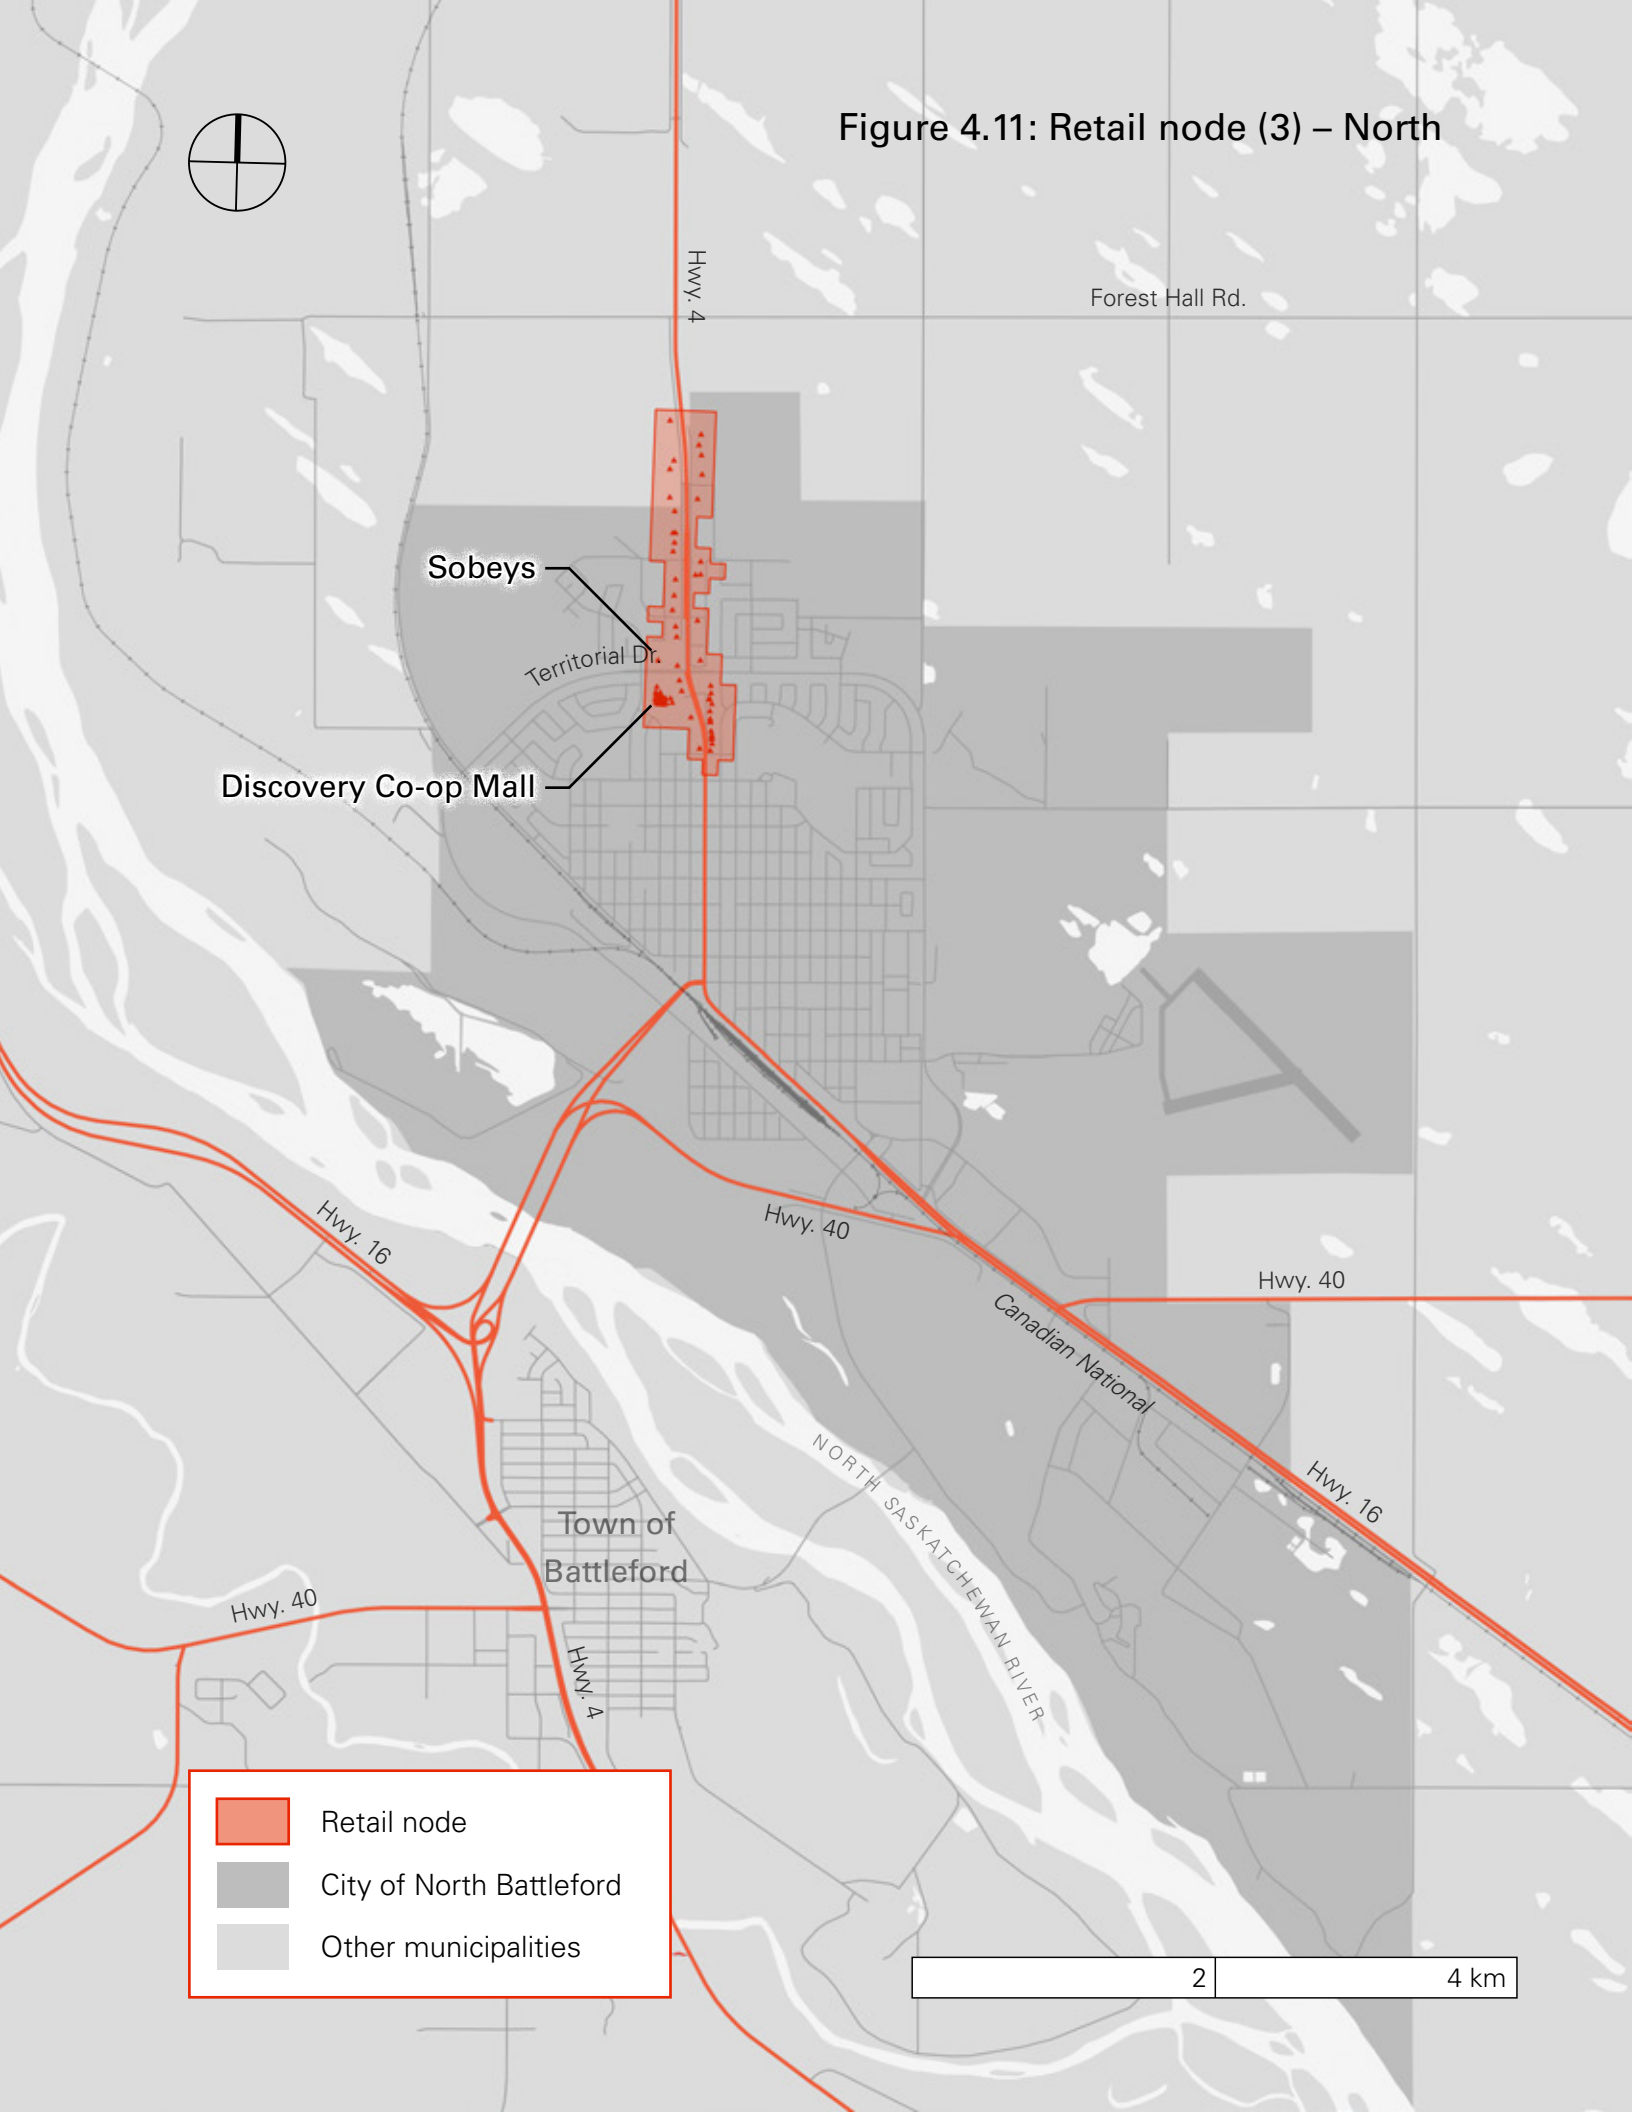 Figure 4.11: Retail node (3) – North
Hwy. 4
Forest Hall Rd.
Sobeys
Territorial Dr.
Discovery Co-op Mall
Hwy. 16
Hwy. 40
Hwy. 40
Canadian National
NORTH SASKATCHEWAN RIVER
Hwy. 16
Town of
Battleford
Hwy. 40
Hwy. 4
Retail node
City of North Battleford
Other municipalities
2
4 km